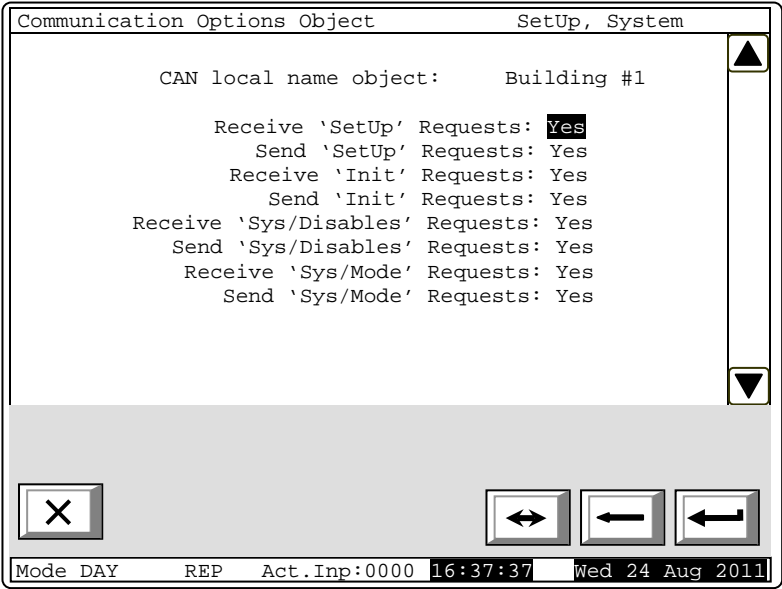 Communication Options Object SetUp, System
CAN local name object: Building #1
Receive ‘SetUp’ Requests: Yes
Send ‘SetUp’ Requests: Yes
Receive ‘Init’ Requests: Yes
Send ‘Init’ Requests: Yes
Receive ‘Sys/Disables’ Requests: Yes
Send ‘Sys/Disables’ Requests: Yes
Receive ‘Sys/Mode’ Requests: Yes
Send ‘Sys/Mode’ Requests: Yes
Mode DAY REP Act.Inp:0000 16:37:37 Wed 24 Aug 2011